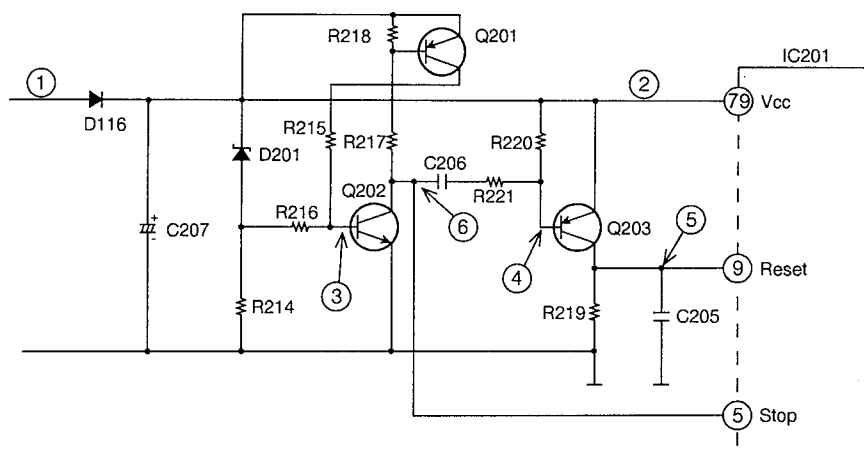 R218
Q201
IC201
1
2
79
Vcc
D116
R215
R217
R220
D201
C206
Q202
R221
R216
C207
6
Q203
5
3
4
9
Reset
R214
R219
C205
5
Stop
+
-